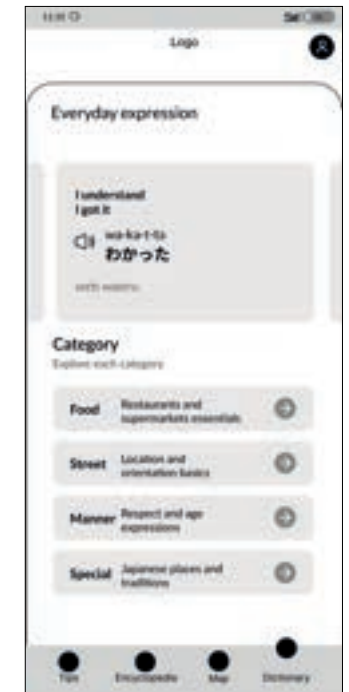 Logo
Everyday expression
I understand
I got it
wa-ka-t-ta
わかった
Category
Explore each category
Food
Restaurants and
supermarkets essentials
Street
Location and
orientation basics
Manner
Respect and age
expressions
Special
Japanese places and
traditions
Tips
Encyclopedia
Map
Dictionary